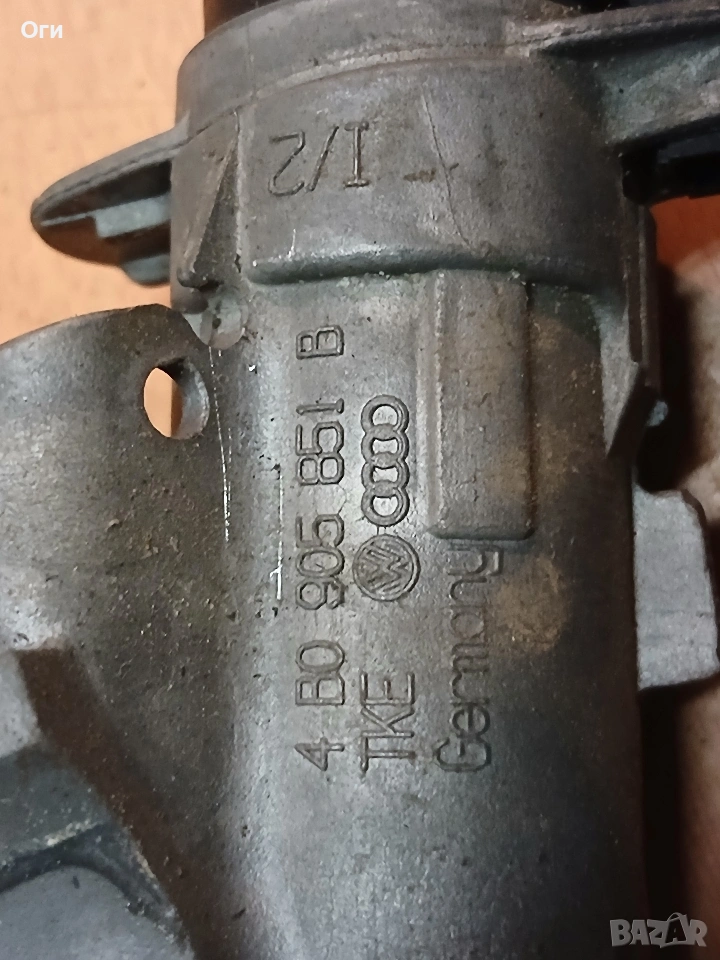 Оги
I/2
4 B0 905 851 B
TKE
Germany
BAZAR